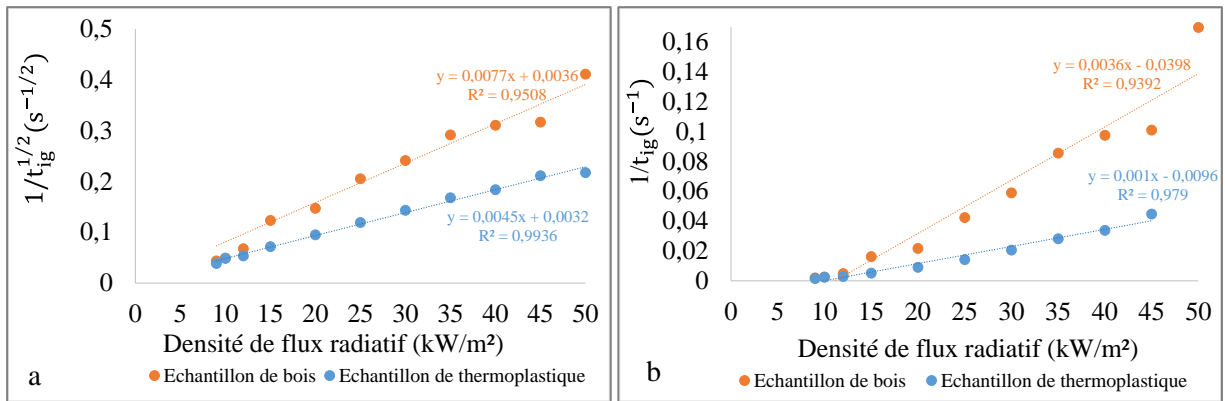 0,5
0,4
0,3
0,2
0,1
0
1/t_ig^{1/2} (s^{-1/2})
y = 0,0077x + 0,0036
R² = 0,9508
y = 0,0045x + 0,0032
R² = 0,9936
0 5 10 15 20 25 30 35 40 45 50
Densité de flux radiatif (kW/m²)
a
Echantillon de bois Echantillon de thermoplastique
0,16
0,14
0,12
0,1
0,08
0,06
0,04
0,02
0
1/t_ig (s^{-1})
y = 0,0036x - 0,0398
R² = 0,9392
y = 0,001x - 0,0096
R² = 0,979
0 5 10 15 20 25 30 35 40 45 50
Densité de flux radiatif (kW/m²)
b
Echantillon de bois Echantillon de thermoplastique